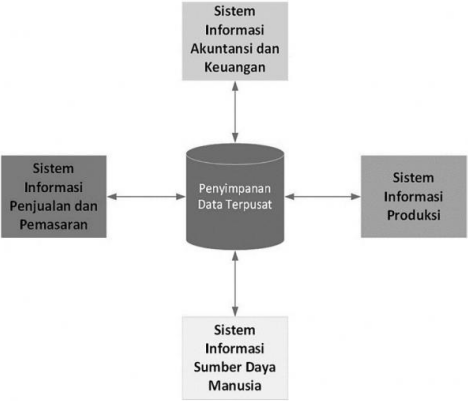 Sistem
Informasi
Akuntansi dan
Keuangan
Sistem
Informasi
Penjualan dan
Pemasaran
Penyimpanan
Data Terpusat
Sistem
Informasi
Produksi
Sistem
Informasi
Sumber Daya
Manusia